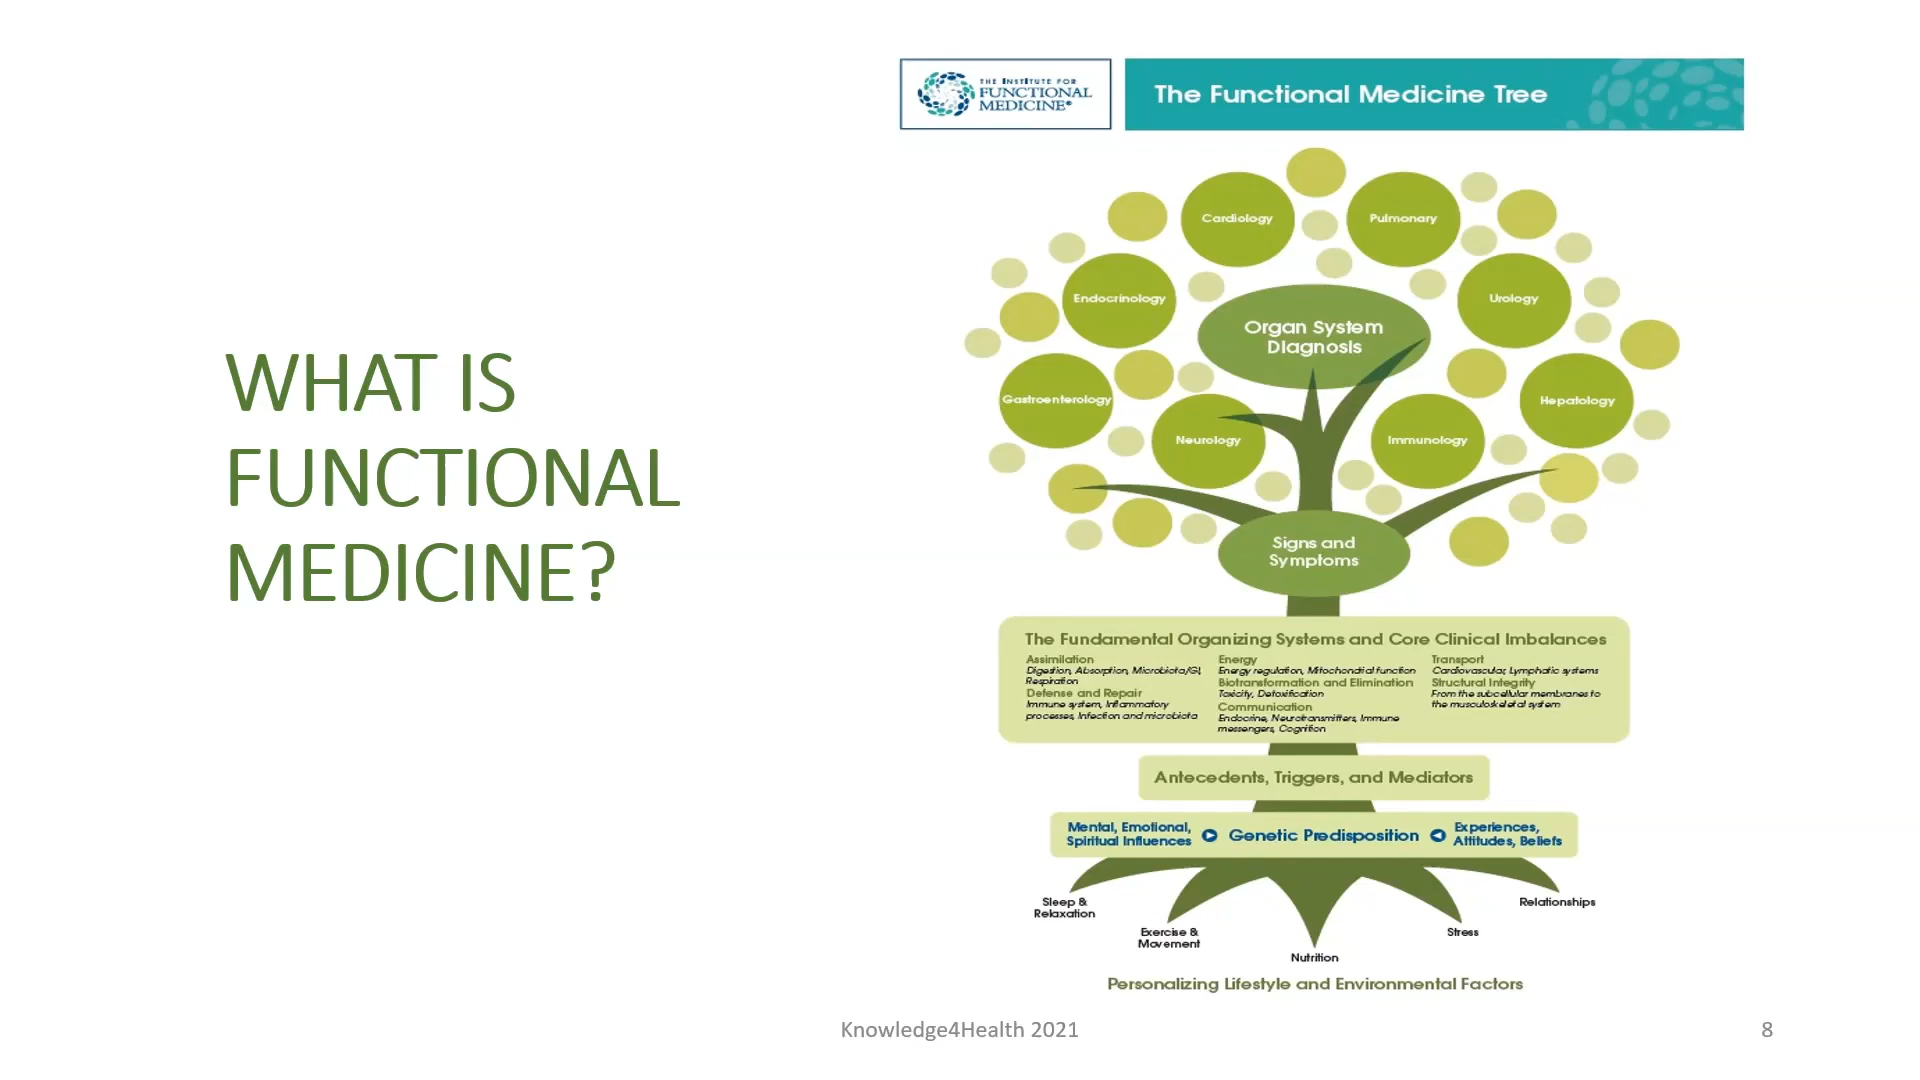 THE INSTITUTE FOR
FUNCTIONAL
MEDICINE®
The Functional Medicine Tree
WHAT IS
FUNCTIONAL
MEDICINE?
Cardiology
Pulmonary
Endocrinology
Urology
Organ System
Diagnosis
Gastroenterology
Hepatology
Neurology
Immunology
Signs and
Symptoms
The Fundamental Organizing Systems and Core Clinical Imbalances
Assimilation
Digestion, Absorption, Microbiota/GI,
Respiration
Defense and Repair
Immune system, Inflammatory
processes, Infection and microbiota
Energy
Energy regulation, Mitochondrial function
Biotransformation and Elimination
Toxicity, Detoxification
Communication
Endocrine, Neurotransmitters, Immune
messengers, Cognition
Transport
Cardiovascular, Lymphatic systems
Structural Integrity
From the subcellular membranes to
the musculoskeletal system
Antecedents, Triggers, and Mediators
Mental, Emotional,
Spiritual Influences
Genetic Predisposition
Experiences,
Attitudes, Beliefs
Sleep &
Relaxation
Exercise &
Movement
Nutrition
Stress
Relationships
Personalizing Lifestyle and Environmental Factors
Knowledge4Health 2021
8